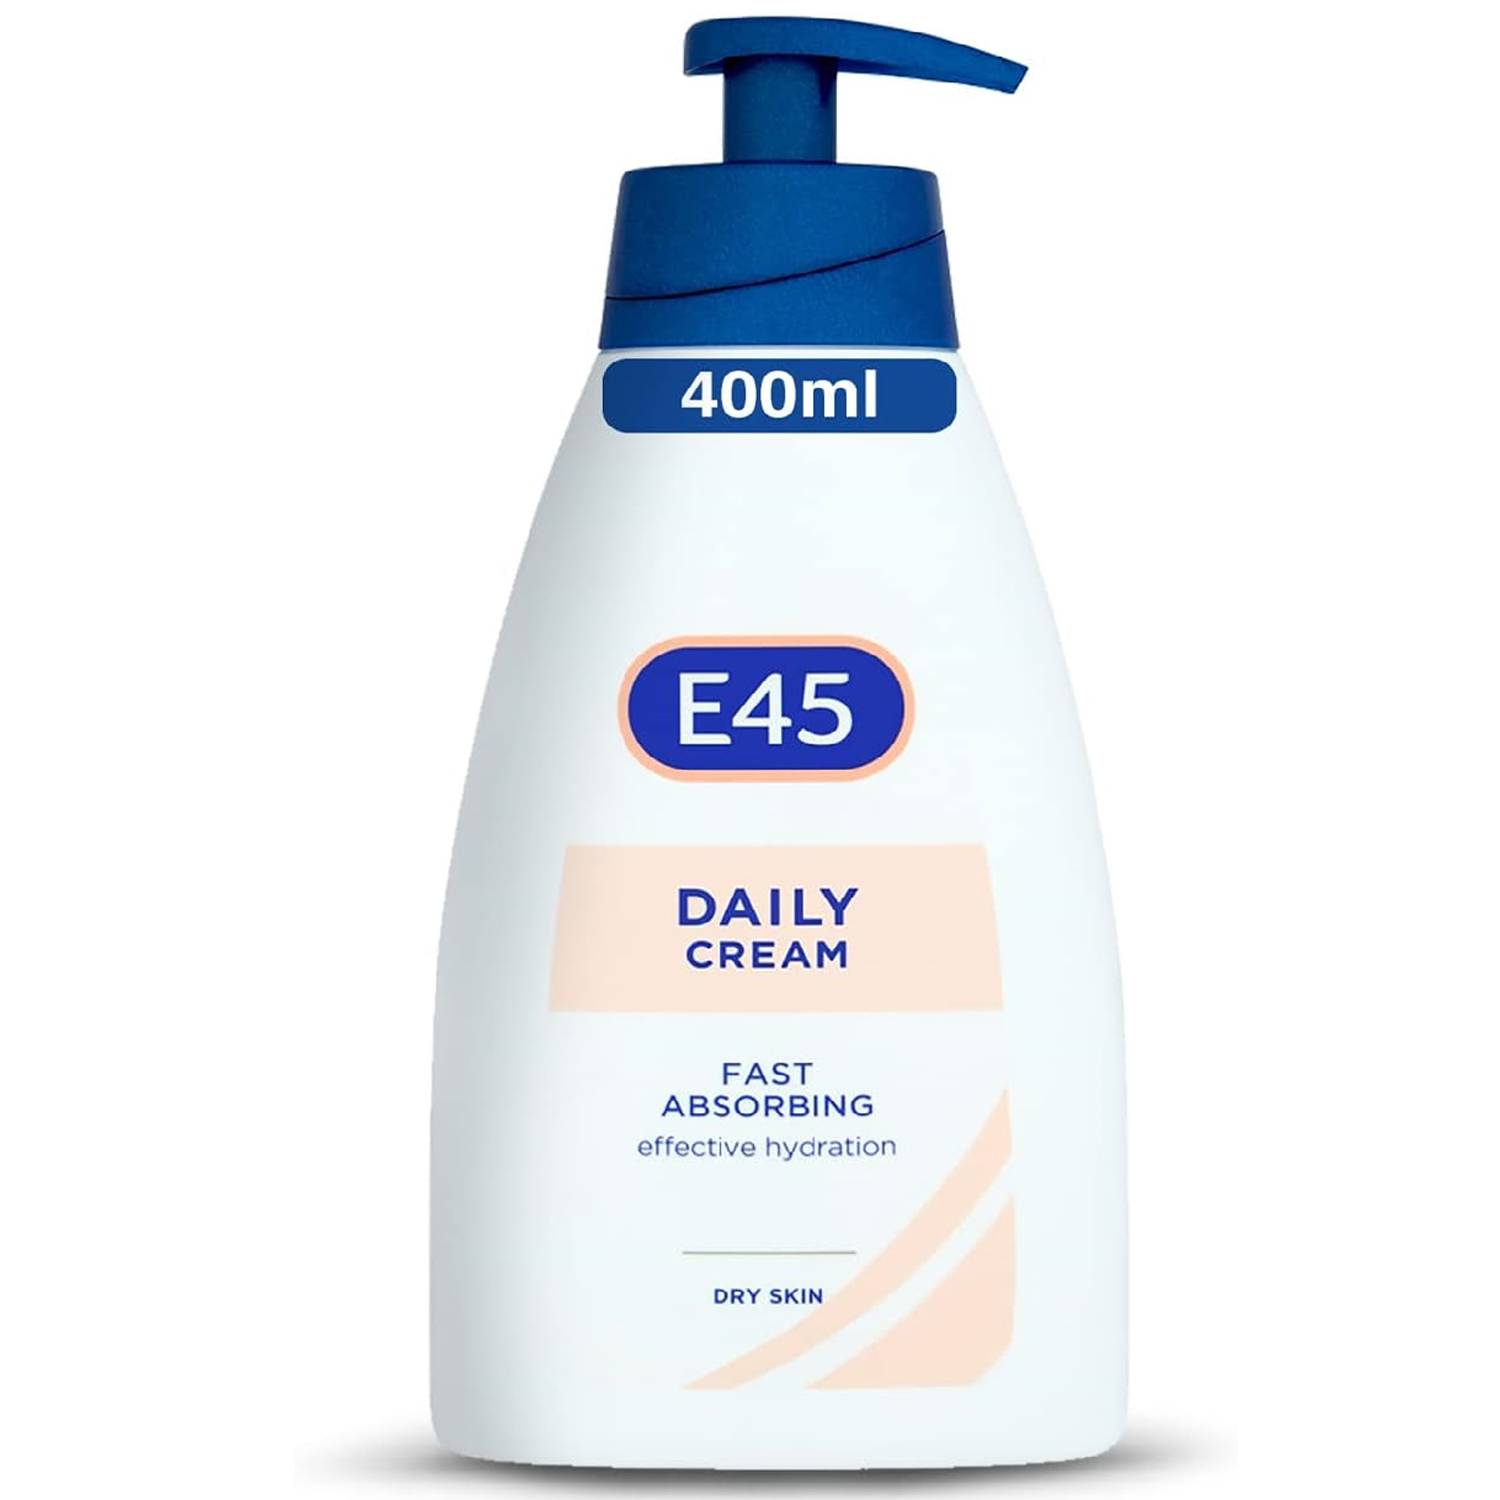 400ml
E45
DAILY
CREAM
FAST
ABSORBING
effective hydration
DRY SKIN